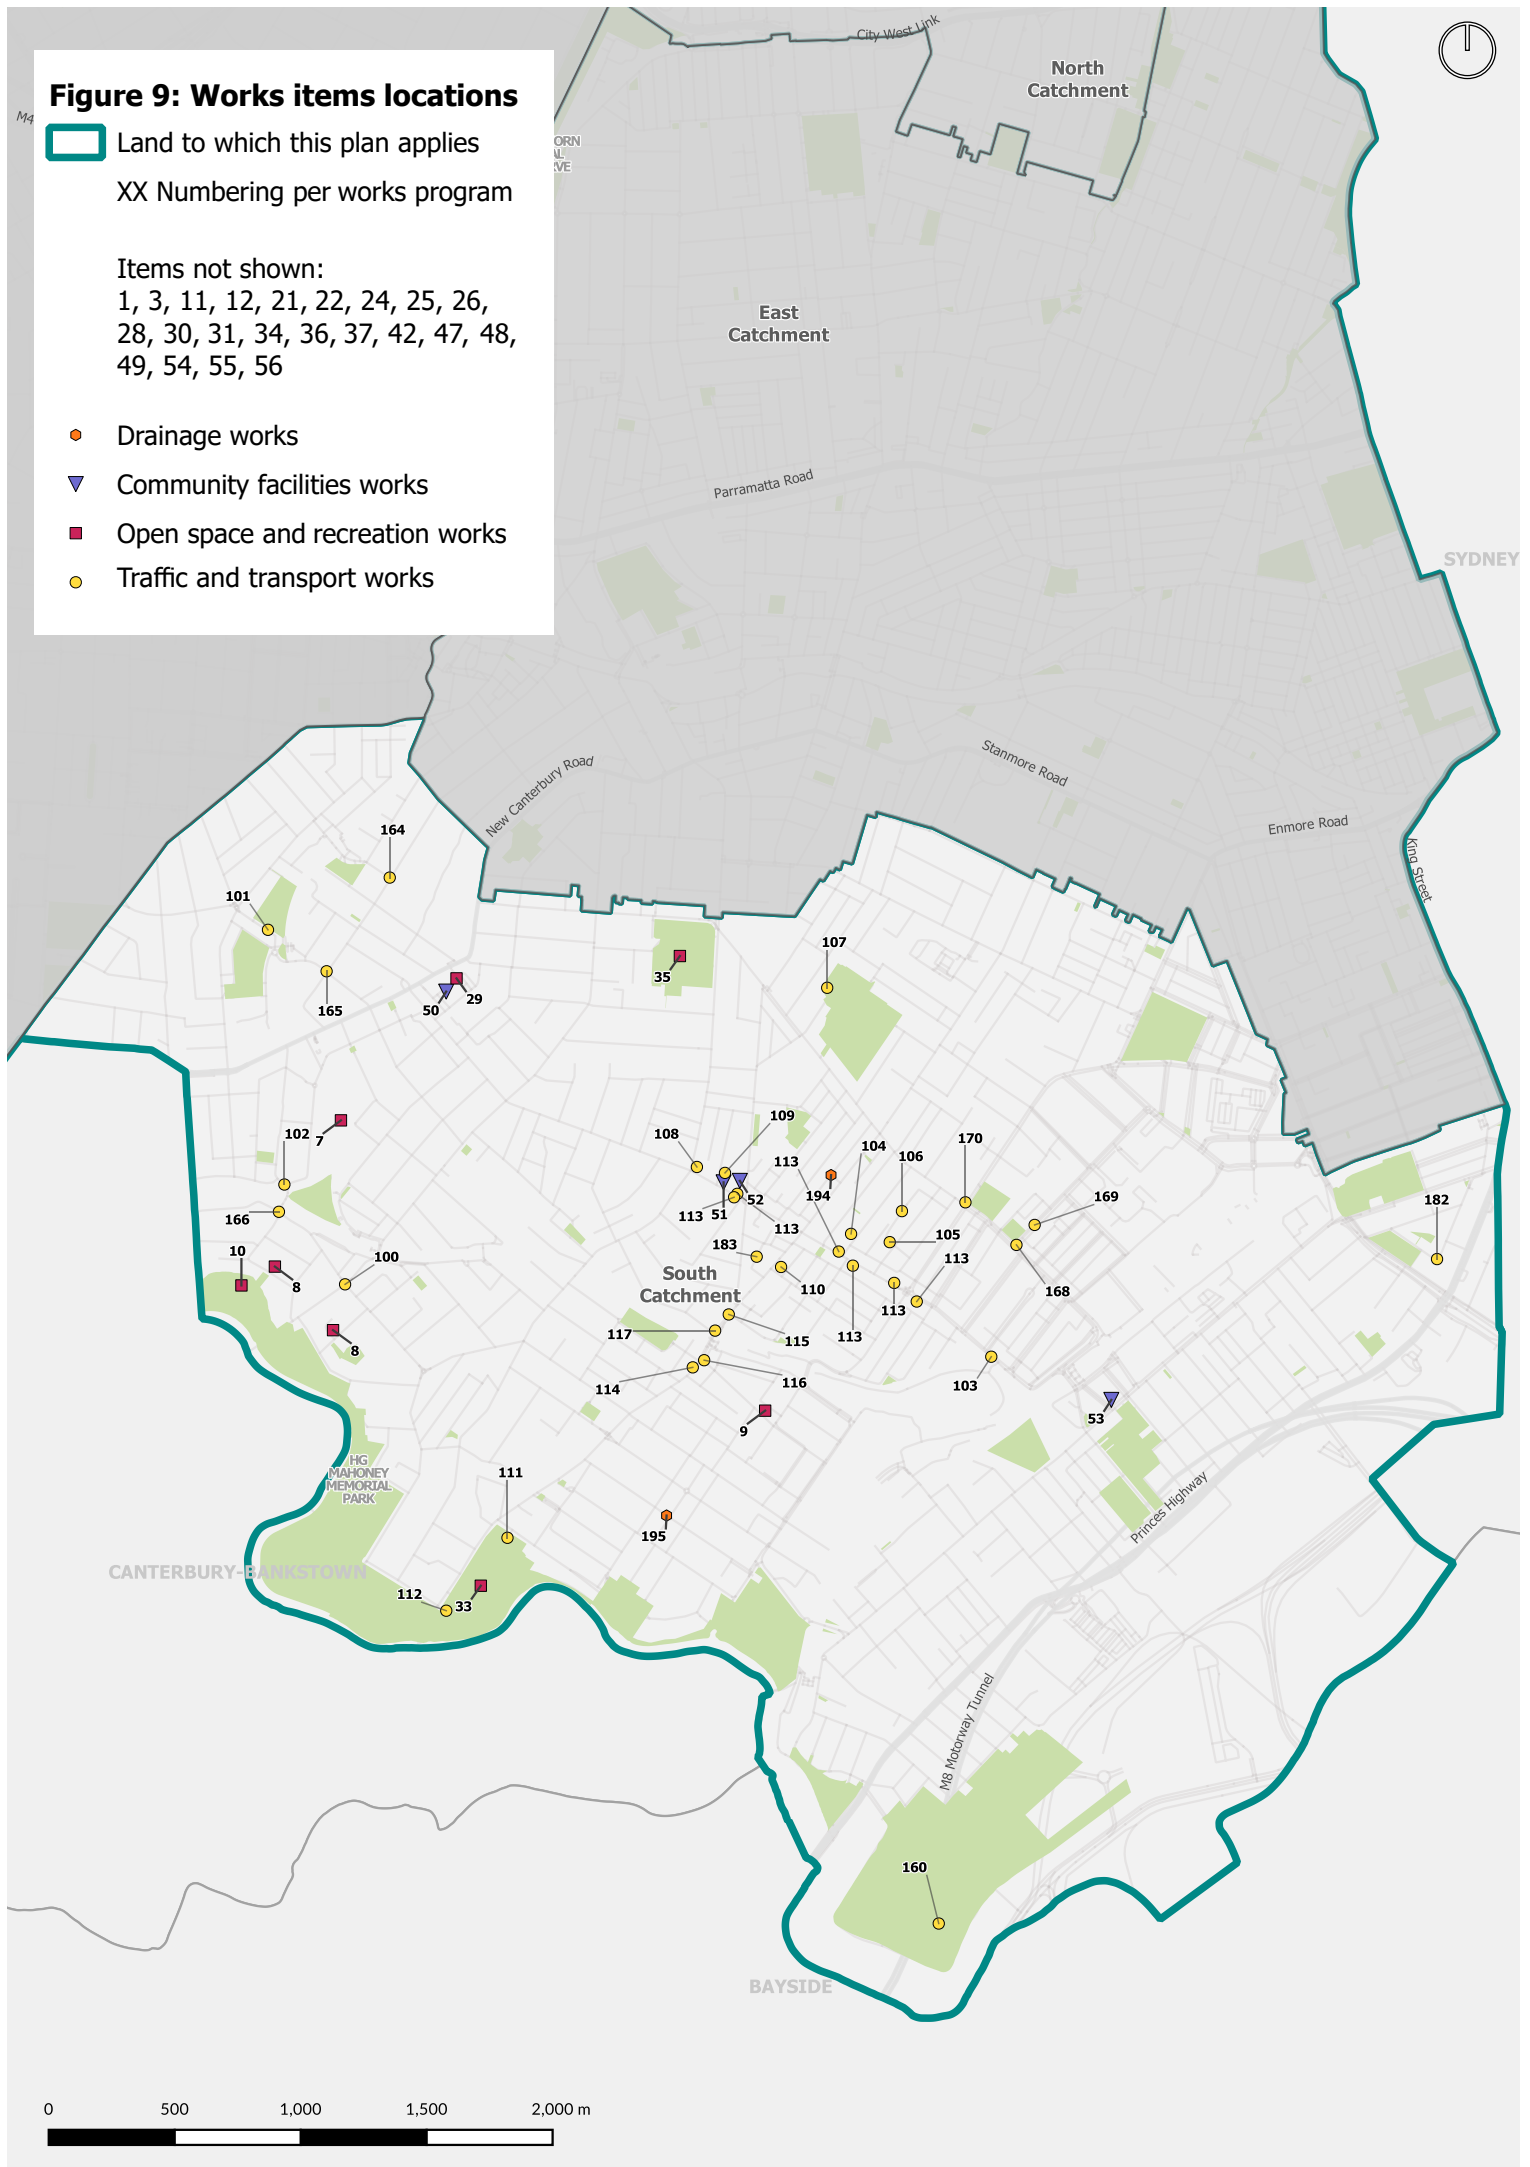 City West Link
North
Catchment
Figure 9: Works items locations
M4
Land to which this plan applies
ORN
AL
RVE
XX Numbering per works program
Items not shown:
1, 3, 11, 12, 21, 22, 24, 25, 26,
28, 30, 31, 34, 36, 37, 42, 47, 48,
49, 54, 55, 56
East
Catchment
Drainage works
Community facilities works
Open space and recreation works
Traffic and transport works
Parramatta Road
SYDNEY
New Canterbury Road
Stanmore Road
Enmore Road
King Street
164
101
107
35
29
50
165
109
108
102
7
170
104
106
113
194
169
182
52
51
113
113
166
105
183
10
100
113
8
South
Catchment
110
168
113
117
115
113
8
116
103
114
53
9
HG
MAHONEY
MEMORIAL
PARK
111
Princes Highway
195
CANTERBURY-BANKSTOWN
112
33
M8 Motorway Tunnel
160
BAYSIDE
0 500 1,000 1,500 2,000 m